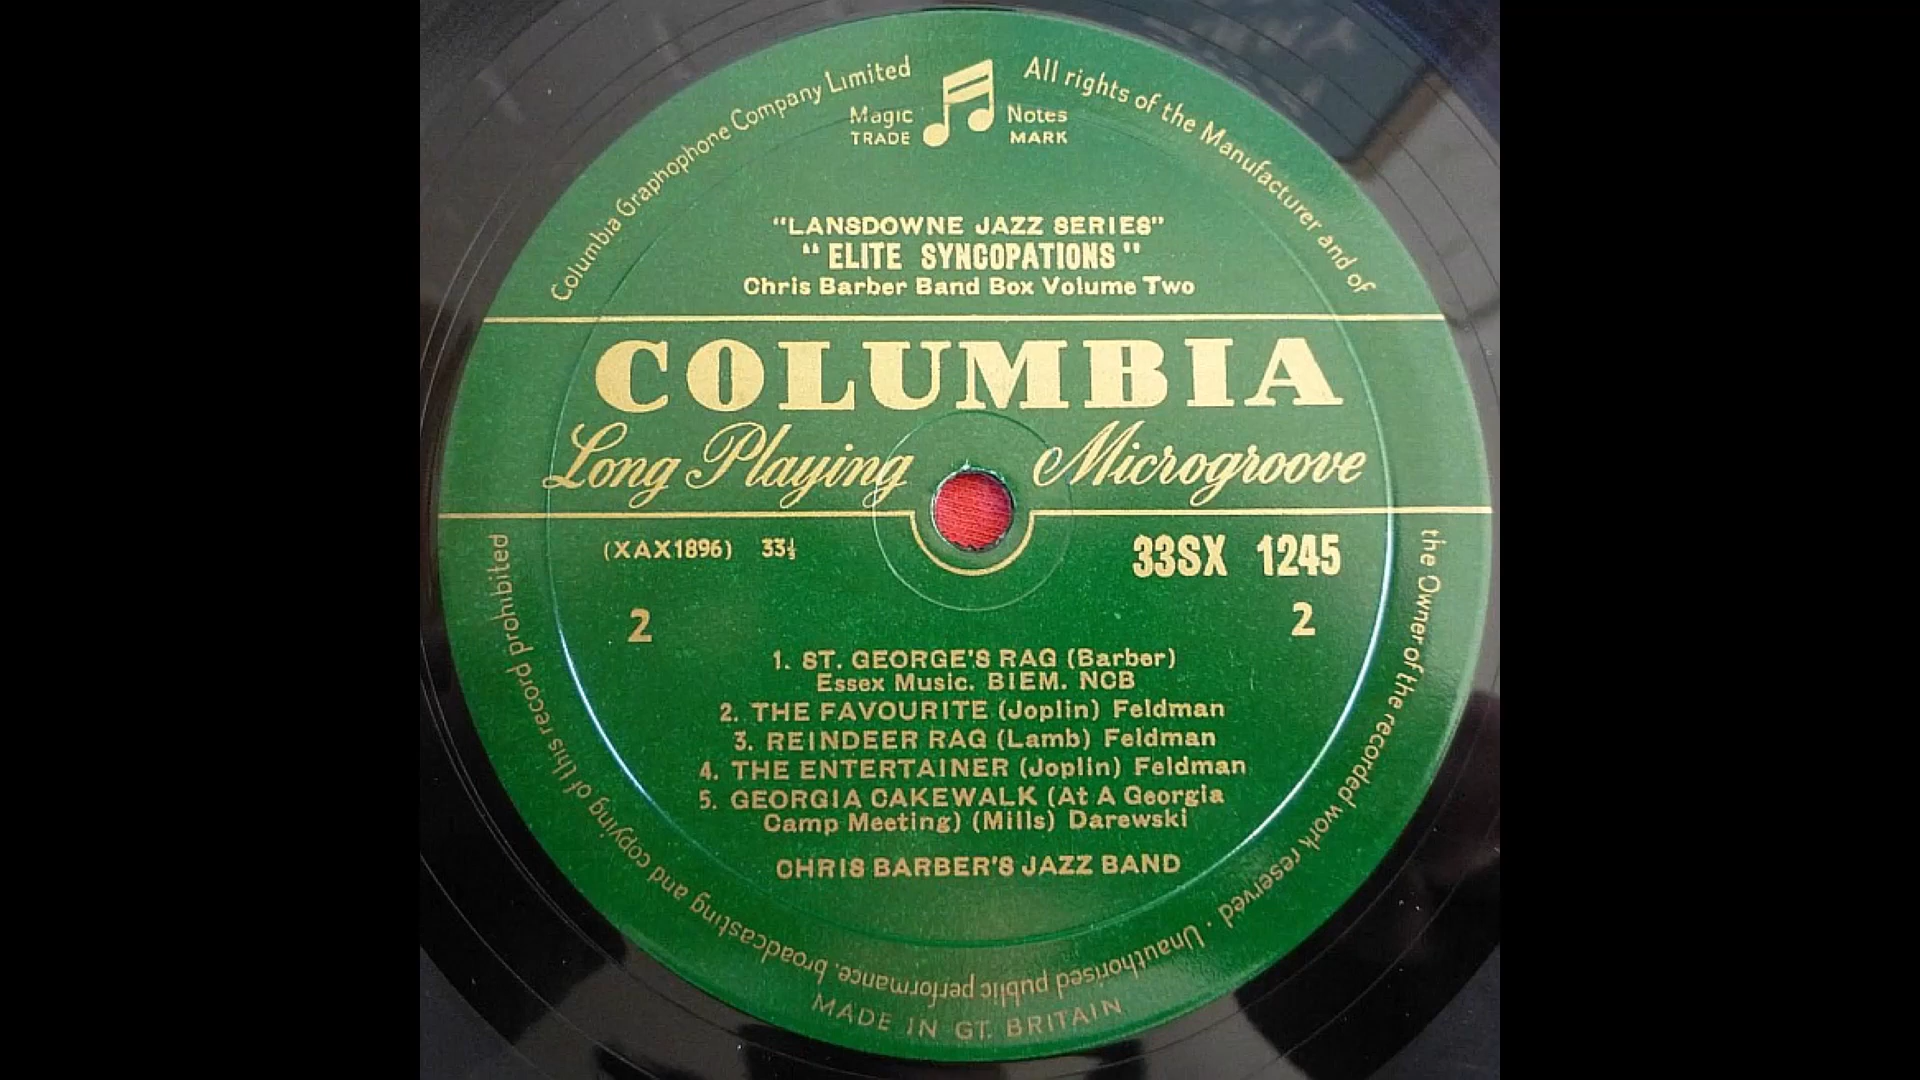 Columbia Graphophone Company Limited
All rights of the Manufacturer and of
the Owner of the recorded work reserved · Unauthorised public performance, broadcasting and copying of this record prohibited
Magic Notes
TRADE MARK
"LANSDOWNE JAZZ SERIES"
"ELITE SYNCOPATIONS"
Chris Barber Band Box Volume Two
COLUMBIA
Long Playing Microgroove
(XAX1896) 33⅓ 33SX 1245
2 2
1. ST. GEORGE'S RAG (Barber)
Essex Music. BIEM. NCB
2. THE FAVOURITE (Joplin) Feldman
3. REINDEER RAG (Lamb) Feldman
4. THE ENTERTAINER (Joplin) Feldman
5. GEORGIA CAKEWALK (At A Georgia
Camp Meeting) (Mills) Darewski
CHRIS BARBER'S JAZZ BAND
MADE IN GT. BRITAIN